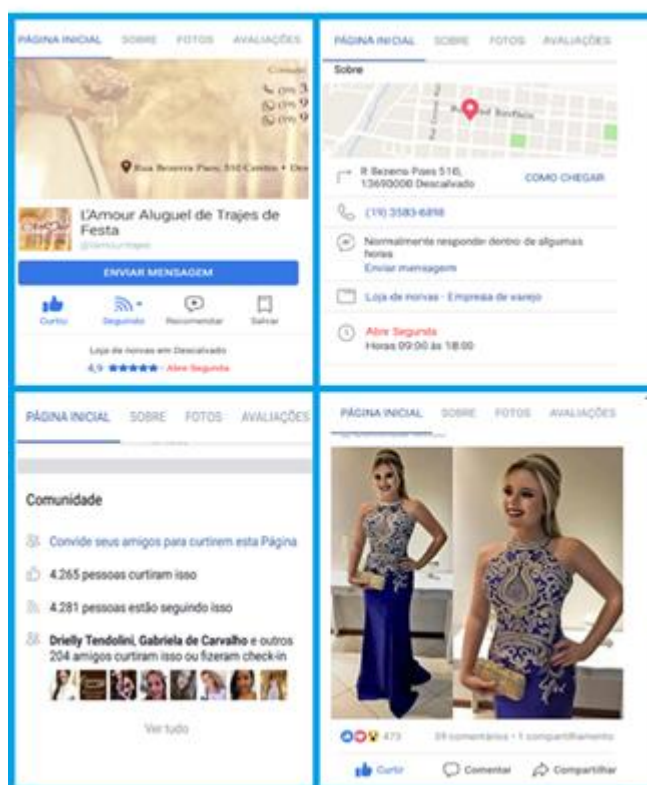 PÁGINA INICIAL SOBRE FOTOS AVALIAÇÕES
Rua Bezerra Paes, 510 Centro •
L'Amour Aluguel de Trajes de
Festa
ENVIAR MENSAGEM
Curtiu Seguindo Recomendar Salvar
Loja de noivas em Descalvado
4,9 ★★★★★ · Abre Segunda
PÁGINA INICIAL SOBRE FOTOS AVALIAÇÕES
Sobre
R Bezerra Paes 510,
13690000 Descalvado
COMO CHEGAR
(19) 3583-6898
Normalmente responder dentro de algumas
horas
Enviar mensagem
Loja de noivas · Empresa de varejo
Abre Segunda
Horas 09:00 às 18:00
PÁGINA INICIAL SOBRE FOTOS AVALIAÇÕES
Comunidade
Convide seus amigos para curtirem esta Página
4.265 pessoas curtiram isso
4.281 pessoas estão seguindo isso
Drielly Tendolini, Gabriela de Carvalho e outros
204 amigos curtiram isso ou fizeram check-in
Ver tudo
PÁGINA INICIAL SOBRE FOTOS AVALIAÇÕES
473 39 comentários • 1 compartilhamento
Curtir Comentar Compartilhar